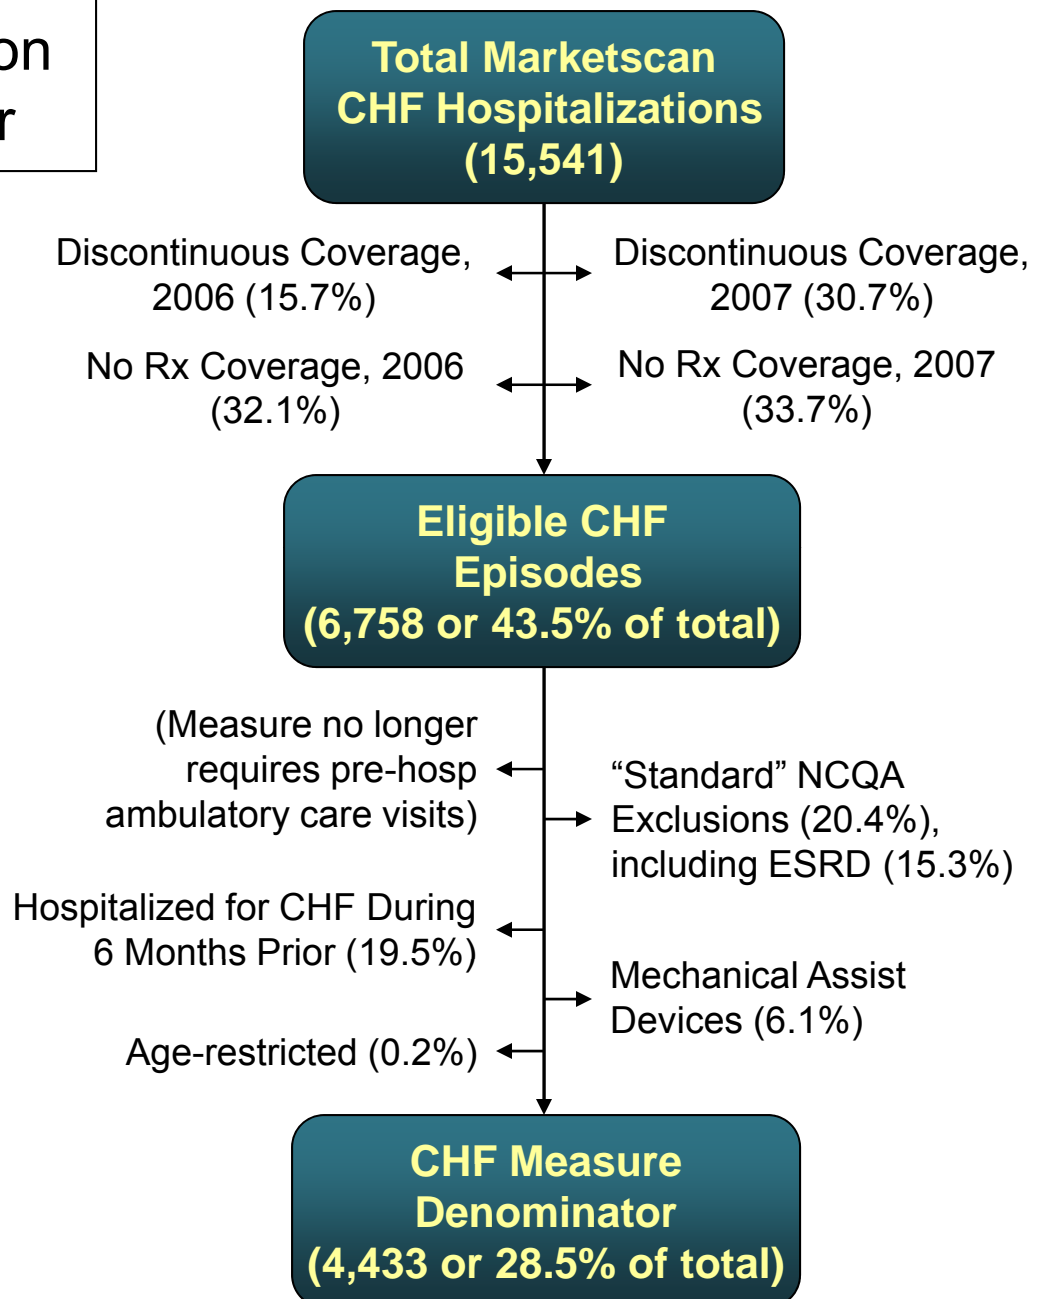 on
r
Total Marketscan
CHF Hospitalizations
(15,541)
Discontinuous Coverage,
2006 (15.7%)
Discontinuous Coverage,
2007 (30.7%)
No Rx Coverage, 2006
(32.1%)
No Rx Coverage, 2007
(33.7%)
Eligible CHF
Episodes
(6,758 or 43.5% of total)
(Measure no longer
requires pre-hosp
ambulatory care visits)
“Standard” NCQA
Exclusions (20.4%),
including ESRD (15.3%)
Hospitalized for CHF During
6 Months Prior (19.5%)
Mechanical Assist
Devices (6.1%)
Age-restricted (0.2%)
CHF Measure
Denominator
(4,433 or 28.5% of total)